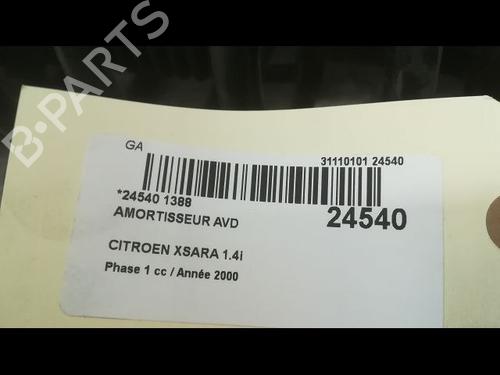 B-PARTS
GA
31110101 24540
*24540 1388
AMORTISSEUR AVD
24540
CITROEN XSARA 1.4i
Phase 1 cc / Année 2000